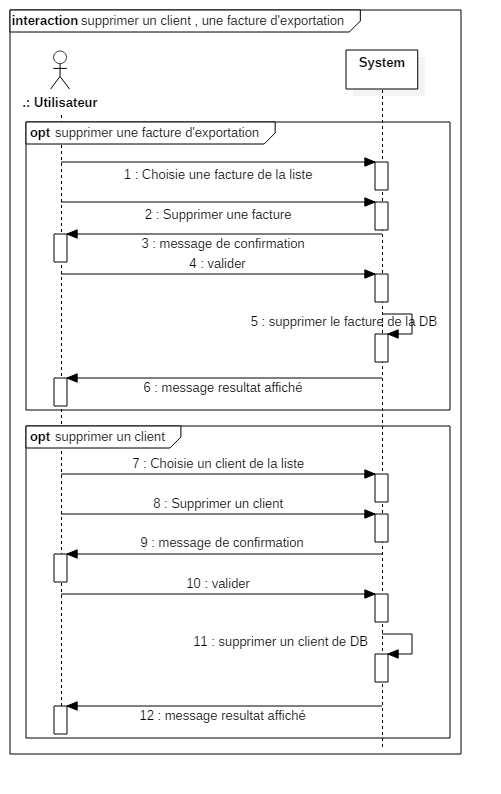 interaction supprimer un client , une facture d'exportation
System
.: Utilisateur
opt supprimer une facture d'exportation
1 : Choisie une facture de la liste
2 : Supprimer une facture
3 : message de confirmation
4 : valider
5 : supprimer le facture de la DB
6 : message resultat affiché
opt supprimer un client
7 : Choisie un client de la liste
8 : Supprimer un client
9 : message de confirmation
10 : valider
11 : supprimer un client de DB
12 : message resultat affiché